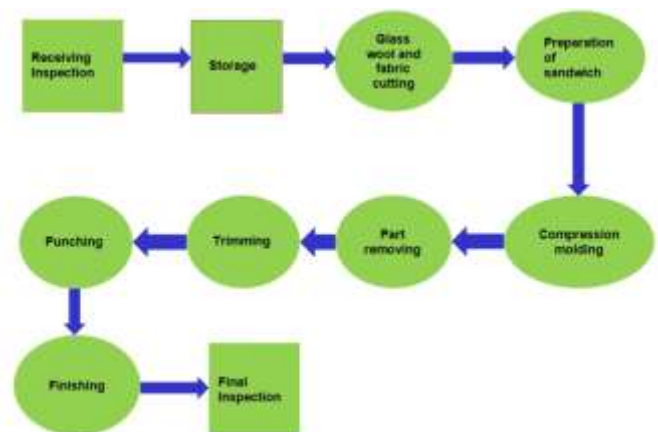 Receiving
Inspection
Storage
Glass
wool and
fabric
cutting
Preparation
of
sandwich
Compression
molding
Part
removing
Trimming
Punching
Finishing
Final
Inspection